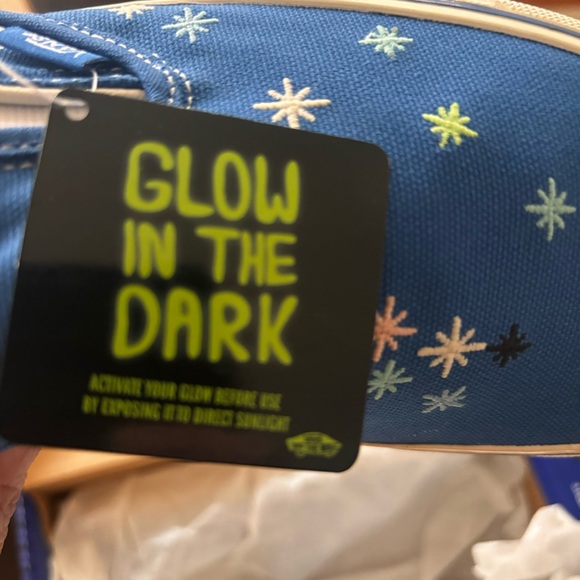 GLOW
IN THE
DARK
ACTIVATE YOUR GLOW BEFORE USE
BY EXPOSING IT TO DIRECT SUNLIGHT